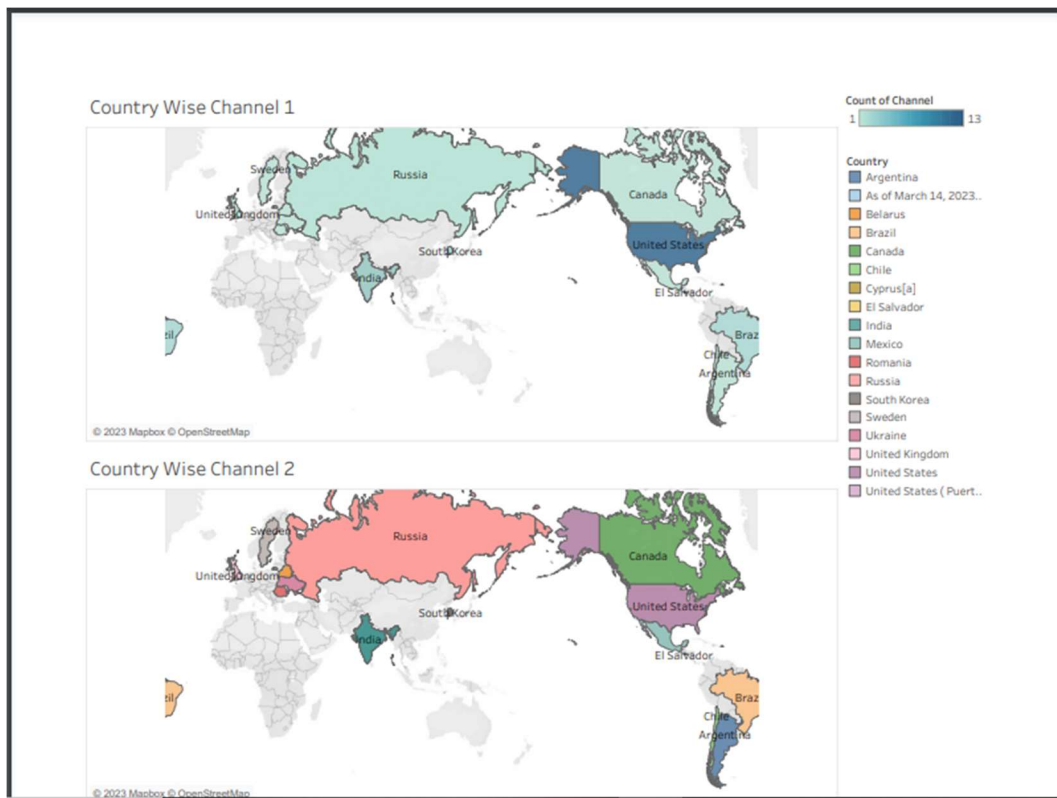 Country Wise Channel 1
Sweden
Russia
United Kingdom
South Korea
India
Canada
United States
El Salvador
zil
Braz
Chile
Argentina
© 2023 Mapbox © OpenStreetMap
Country Wise Channel 2
Sweden
Russia
United Kingdom
South Korea
India
Canada
United States
El Salvador
zil
Braz
Chile
Argentina
© 2023 Mapbox © OpenStreetMap
Count of Channel
1 13
Country
Argentina
As of March 14, 2023..
Belarus
Brazil
Canada
Chile
Cyprus[a]
El Salvador
India
Mexico
Romania
Russia
South Korea
Sweden
Ukraine
United Kingdom
United States
United States ( Puert..